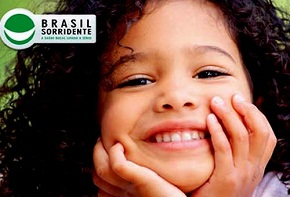 BRASIL
SORRIDENTE
A SAÚDE BUCAL LEVADA A SÉRIO